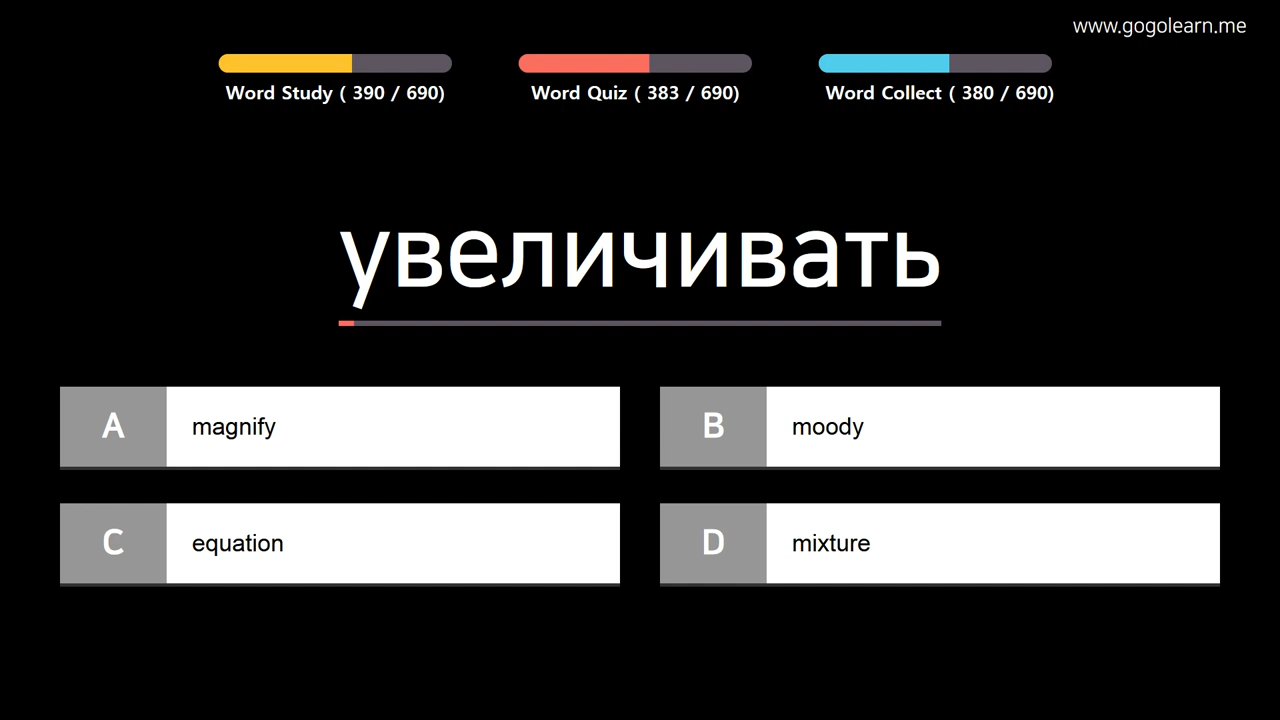 www.gogolearn.me
Word Study ( 390 / 690)
Word Quiz ( 383 / 690)
Word Collect ( 380 / 690)
увеличивать
A magnify
B moody
C equation
D mixture